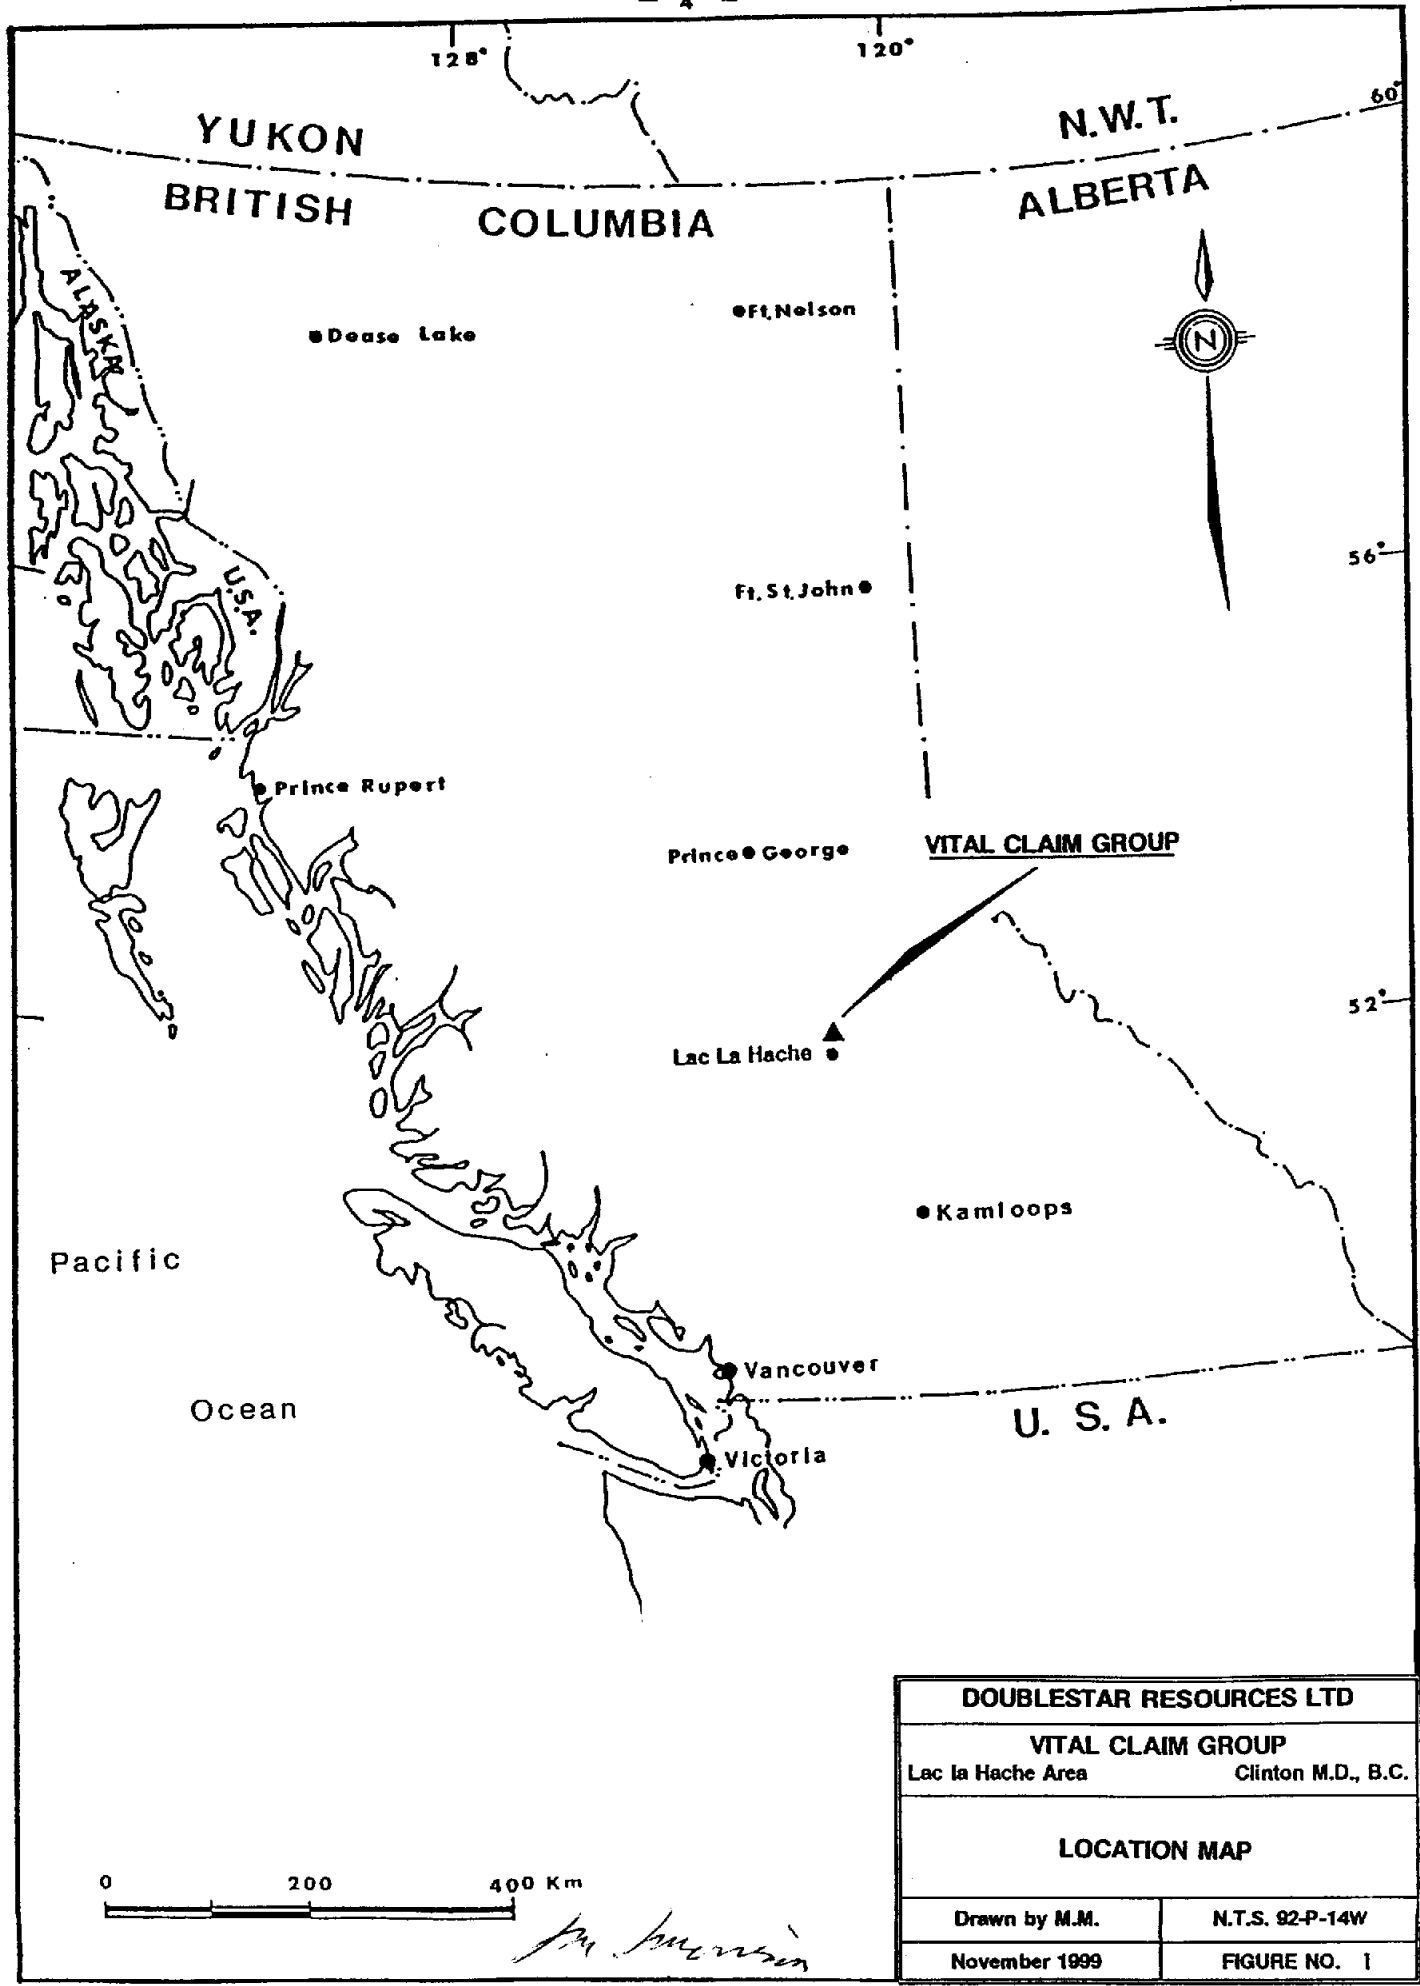 — 4 —
128°
120°
60°
YUKON
N.W.T.
BRITISH COLUMBIA
ALBERTA
ALASKA
Ft. Nelson
Dease Lake
N
56°
U.S.A.
Ft. St. John
Prince Rupert
VITAL CLAIM GROUP
Prince George
52°
Lac La Hache
Kamloops
Pacific
Vancouver
Ocean
U. S. A.
Victoria
DOUBLESTAR RESOURCES LTD
VITAL CLAIM GROUP
Lac la Hache Area Clinton M.D., B.C.
LOCATION MAP
0 200 400 Km
Drawn by M.M. N.T.S. 92-P-14W
November 1999 FIGURE NO. 1